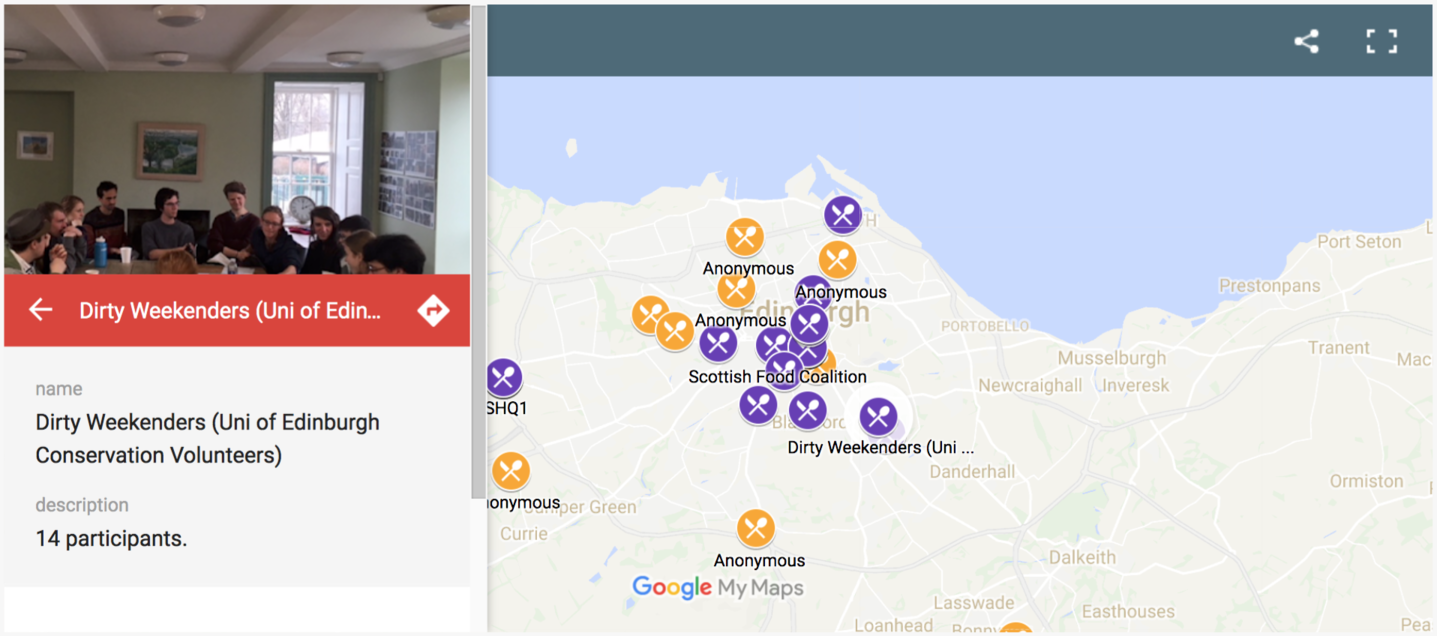 Dirty Weekenders (Uni of Edin...
name
Dirty Weekenders (Uni of Edinburgh
Conservation Volunteers)
description
14 participants.
Anonymous
Anonymous
Edinburgh
Anonymous
PORTOBELLO
Port Seton
Prestonpans
Tranent
Mac
Musselburgh
Scottish Food Coalition
Newcraighall
Inveresk
SHQ1
Dirty Weekenders (Uni ...
Danderhall
Ormiston
onymous
uniper Green
Currie
Anonymous
Dalkeith
Google My Maps
Lasswade
Easthouses
Loanhead
Bonny
Pea